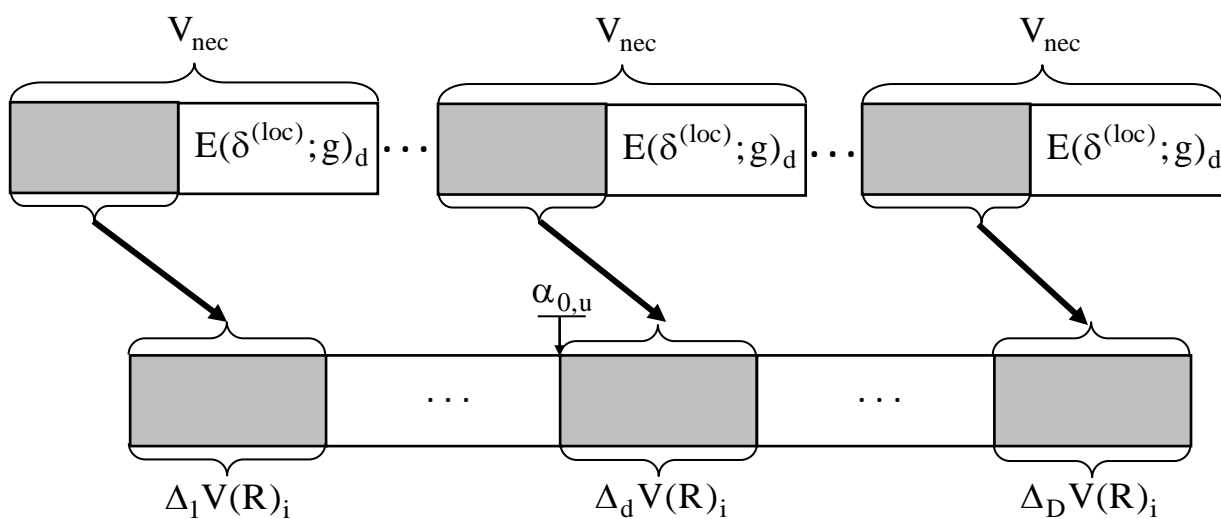 V_nec V_nec V_nec
E(δ^(loc);g)_d ··· E(δ^(loc);g)_d ··· E(δ^(loc);g)_d
α_0,u
··· ···
Δ_1V(R)_i Δ_dV(R)_i Δ_DV(R)_i